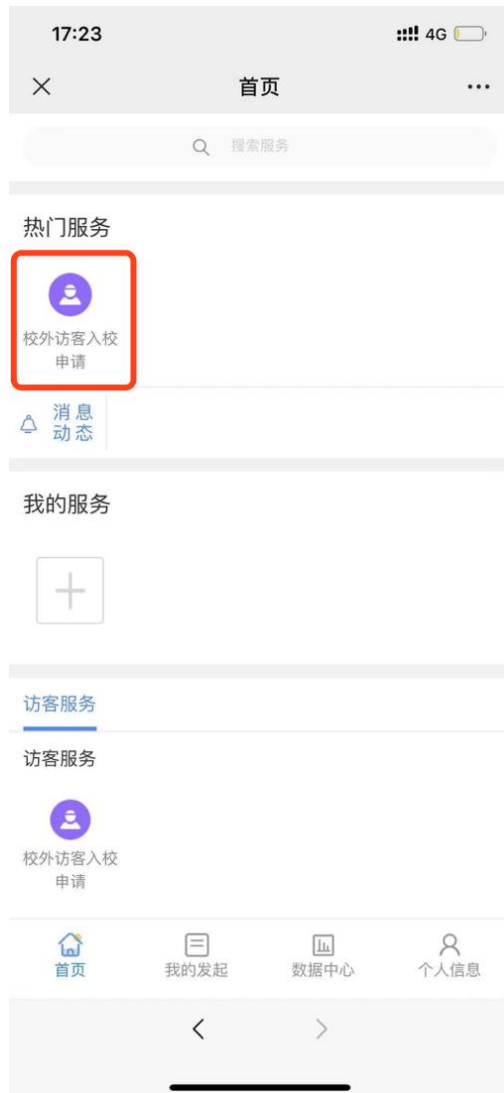 17:23
4G
首页
搜索服务
热门服务
校外访客入校
申请
消息
动态
我的服务
访客服务
访客服务
校外访客入校
申请
首页 我的发起 数据中心 个人信息